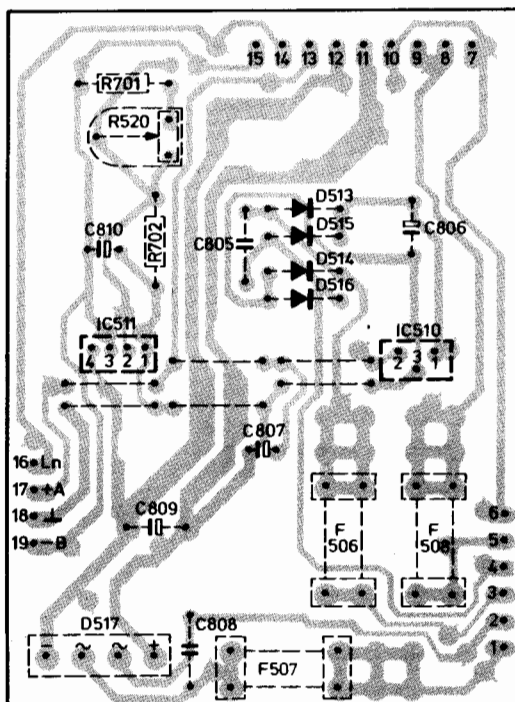 15 14 13 12 11 10 9 8 7
R701
R520
D513
C810
R702
C805
D515
C806
D514
D516
IC511
IC510
4 3 2 1
2 3 1
C807
16 Ln
17 +A
18 ⊥
19 -B
C809
F
506
F
508
6
5
4
3
2
1
D517
C808
- ~ ~ +
F507